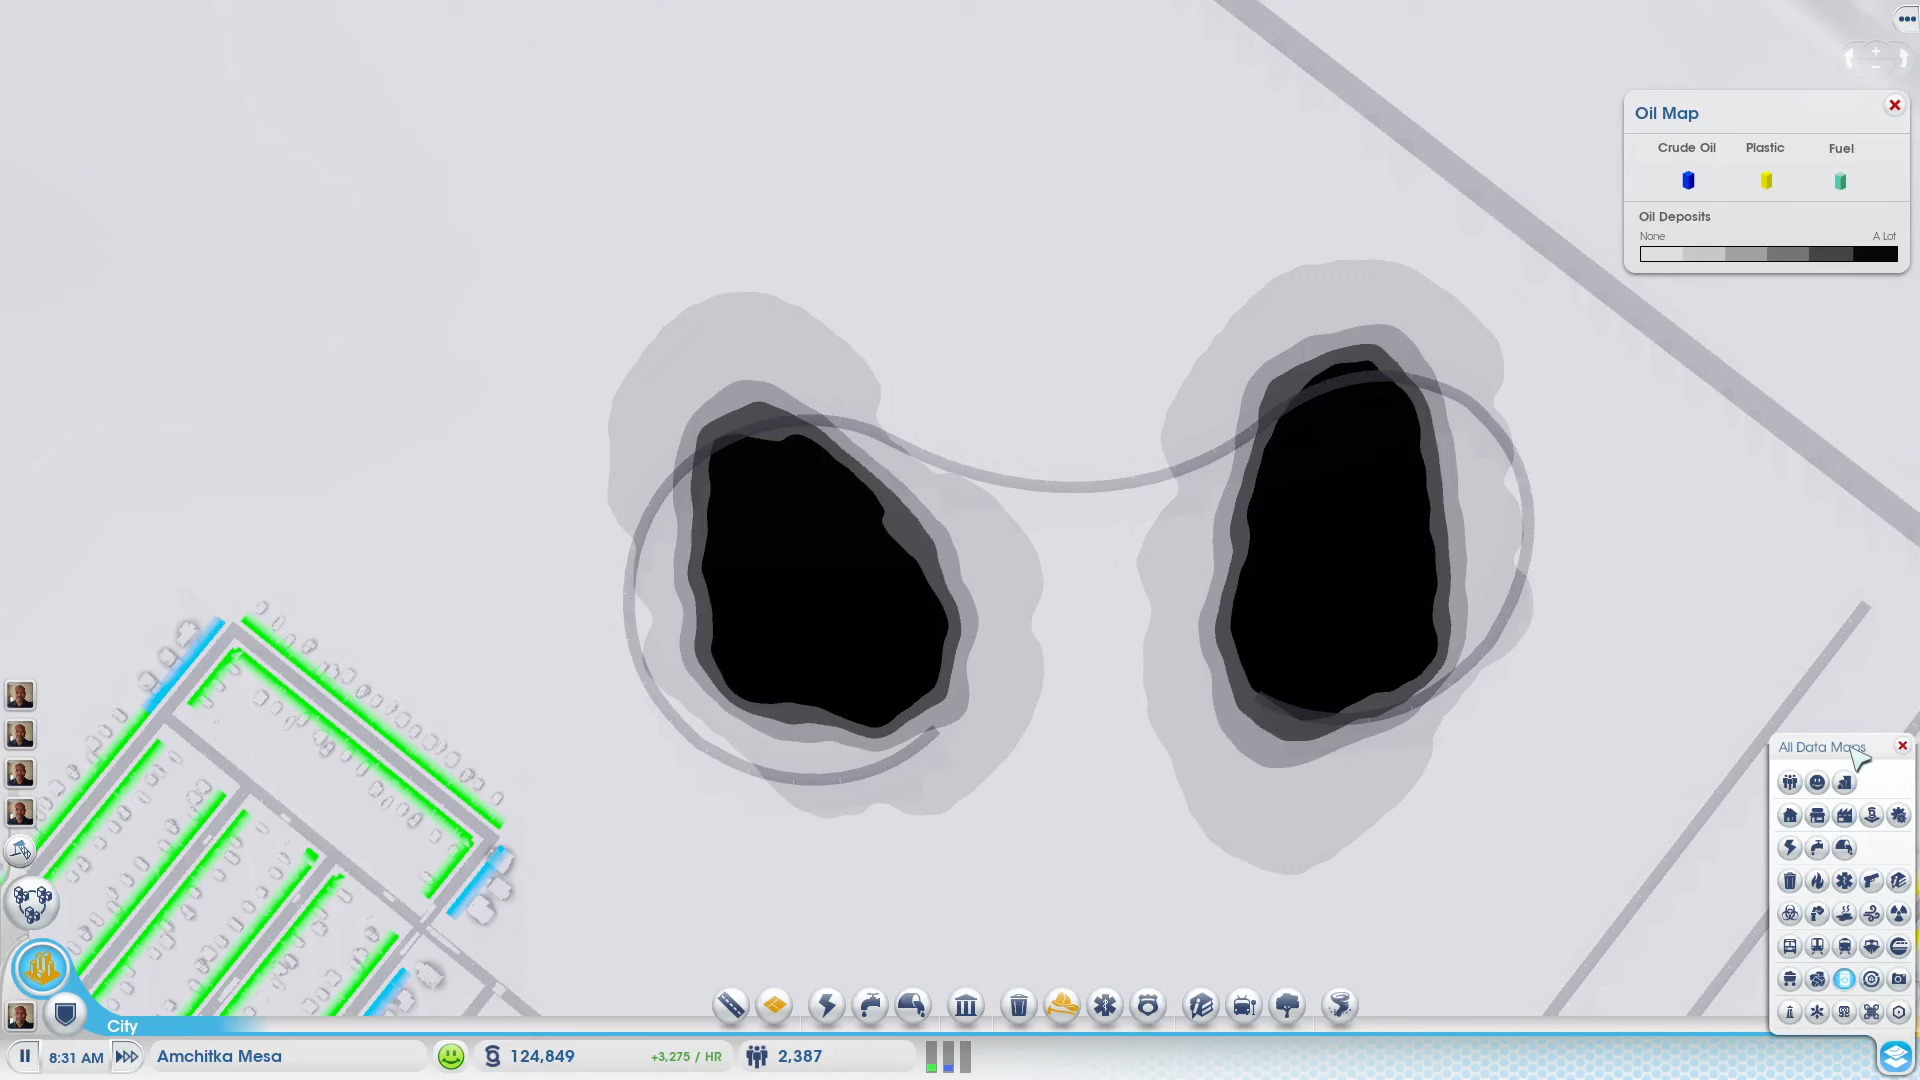 Oil Map
Crude Oil Plastic Fuel
Oil Deposits
None A Lot
All Data Maps
City
8:31 AM Amchitka Mesa 124,849 +3,275 / HR 2,387